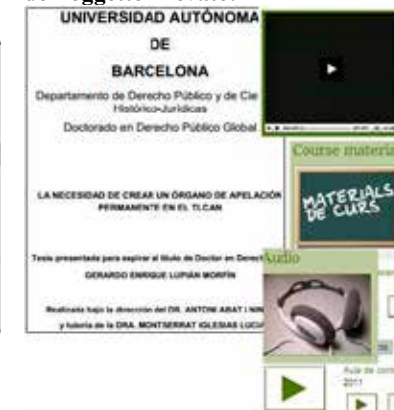 UNIVERSIDAD AUTÓNOMA
DE
BARCELONA
Departamento de Derecho Público y de Cie
Histórico-Jurídicas
Doctorado en Derecho Público Global
LA NECESIDAD DE CREAR UN ÓRGANO DE APELACIÓN
PERMANENTE EN EL TLCAN
Tesis presentada para aspirar al título de Doctor en Derech
GERARDO ENRIQUE LUPIÁN MORFÍN
Realizada bajo la dirección del DR. ANTONI ABAT I NIN
y tutoría de la DRA. MONTSERRAT IGLESIAS LUCÍA
Course materia
MATERIALS
DE CURS
Audio
2011